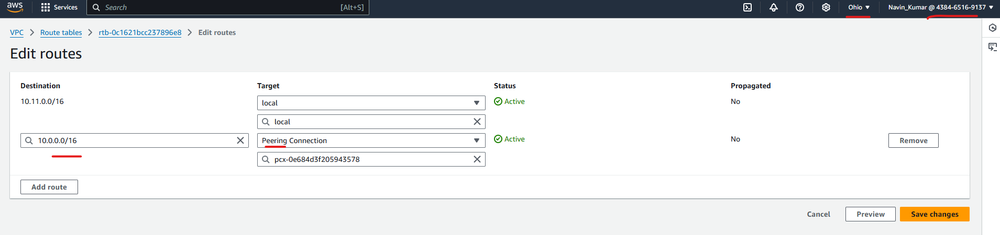 aws Services Search [Alt+S] Ohio Navin_Kumar @ 4384-6516-9137
VPC Route tables rtb-0c1621bcc237896e8 Edit routes
Edit routes
Destination Target Status Propagated
10.11.0.0/16 local Active No
local
10.0.0.0/16 Peering Connection Active No Remove
pcx-0e684d3f205943578
Add route
Cancel Preview Save changes